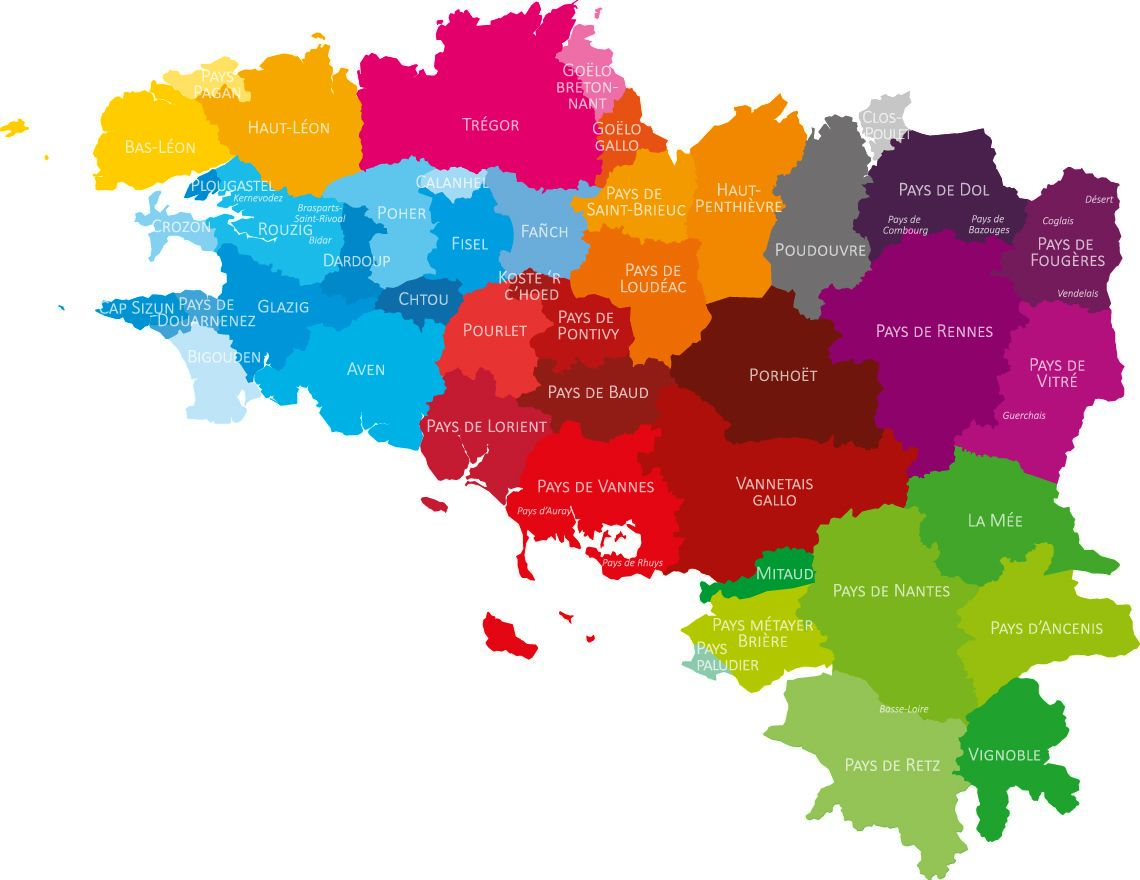 Goëlo
breton-
nant
Pays
Pagan
Haut-Léon
Bas-Léon
Trégor
Goëlo
gallo
Clos-
Poulet
Plougastel
Kernevodez
Calanhel
Pays de
Saint-Brieuc
Haut-
Penthièvre
Pays de Dol
Désert
Brasparts-
Saint-Rivoal
Poher
Crozon
Rouzig
Bidar
Fisel
Fañch
Poudouvre
Pays de
Combourg
Pays de
Bazouges
Coglais
Pays de
Fougères
Dardoup
Koste ‘r
c’hoed
Pays de
Loudéac
Vendelais
Cap Sizun
Pays de
Douarnenez
Glazig
Chtou
Pourlet
Pays de
Pontivy
Pays de Rennes
Bigouden
Aven
Pays de Baud
Porhoët
Pays de
Vitré
Guerchais
Pays de Lorient
Pays de Vannes
Pays d’Auray
Vannetais
gallo
La Mée
Pays de Rhuys
Mitaud
Pays de Nantes
Pays métayer
Brière
Pays
paludier
Pays d’Ancenis
Basse-Loire
Pays de Retz
Vignoble